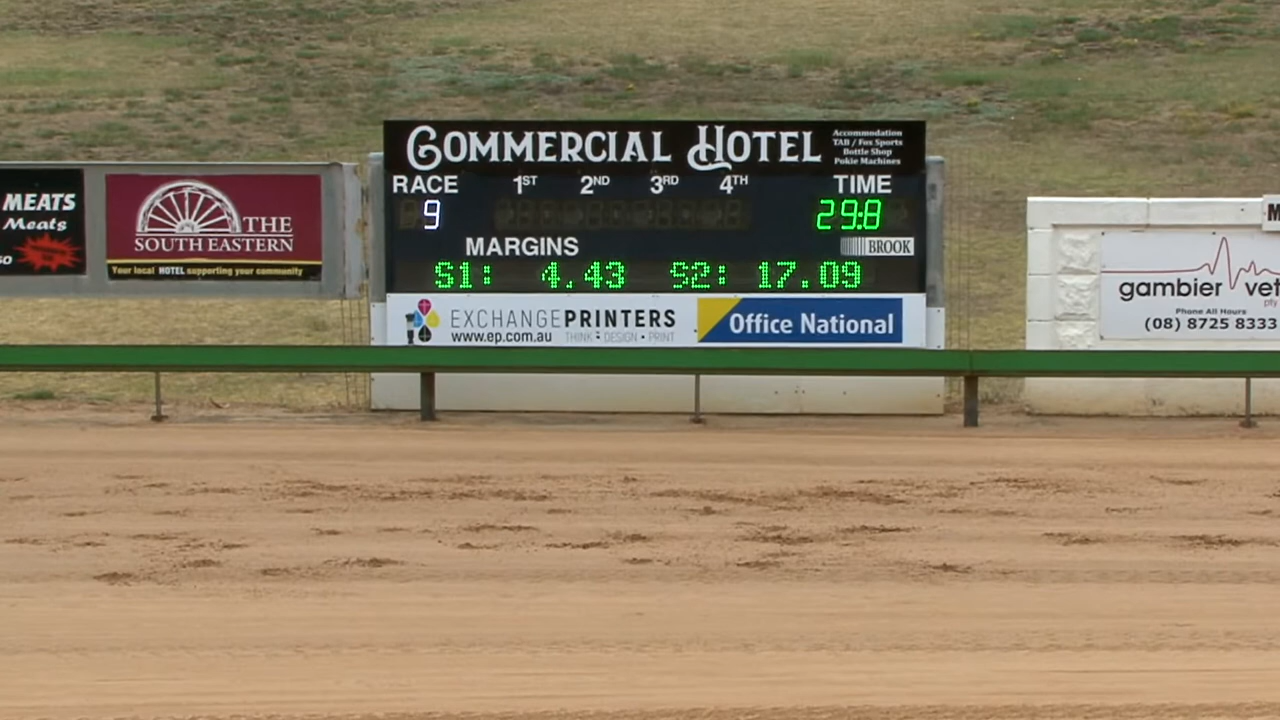 COMMERCIAL HOTEL
Accommodation
TAB / Fox Sports
Bottle Shop
Pokie Machines
RACE 1ST 2ND 3RD 4TH TIME
9 29:8
MARGINS BROOK
S1: 4.43 S2: 17.09
EXCHANGEPRINTERS
www.ep.com.au THINK • DESIGN • PRINT
Office National
MEATS
Meats
THE
SOUTH EASTERN
Your local HOTEL supporting your community
gambier vet
pty
Phone All Hours
(08) 8725 8333